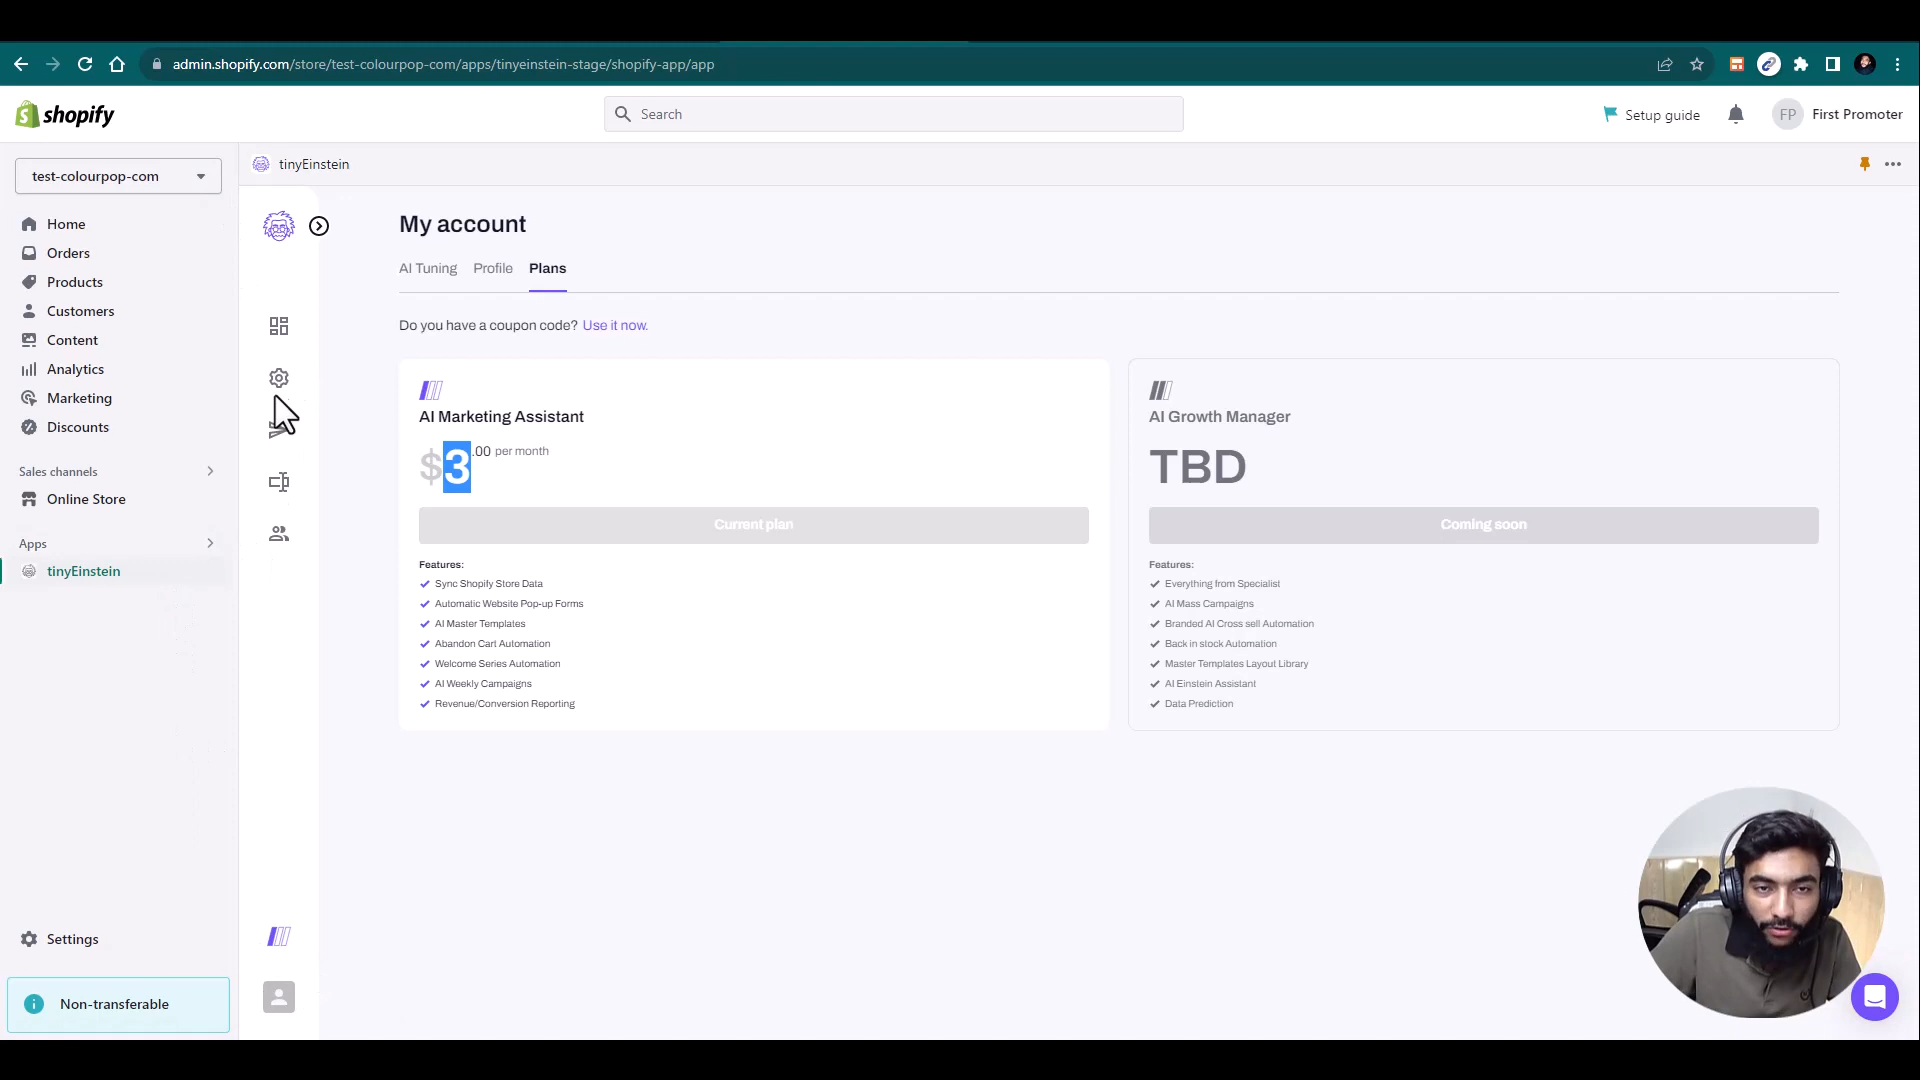 admin.shopify.com/store/test-colourpop-com/apps/tinyeinstein-stage/shopify-app/app
shopify
Search
Setup guide
FP
First Promoter
test-colourpop-com
Home
Orders
Products
Customers
Content
Analytics
Marketing
Discounts
Sales channels
Online Store
Apps
tinyEinstein
Settings
Non-transferable
tinyEinstein
My account
AI Tuning
Profile
Plans
Do you have a coupon code? Use it now.
AI Marketing Assistant
$3.00 per month
Current plan
Features:
Sync Shopify Store Data
Automatic Website Pop-up Forms
AI Master Templates
Abandon Cart Automation
Welcome Series Automation
AI Weekly Campaigns
Revenue/Conversion Reporting
AI Growth Manager
TBD
Coming soon
Features:
Everything from Specialist
AI Mass Campaigns
Branded AI Cross sell Automation
Back in stock Automation
Master Templates Layout Library
AI Einstein Assistant
Data Prediction